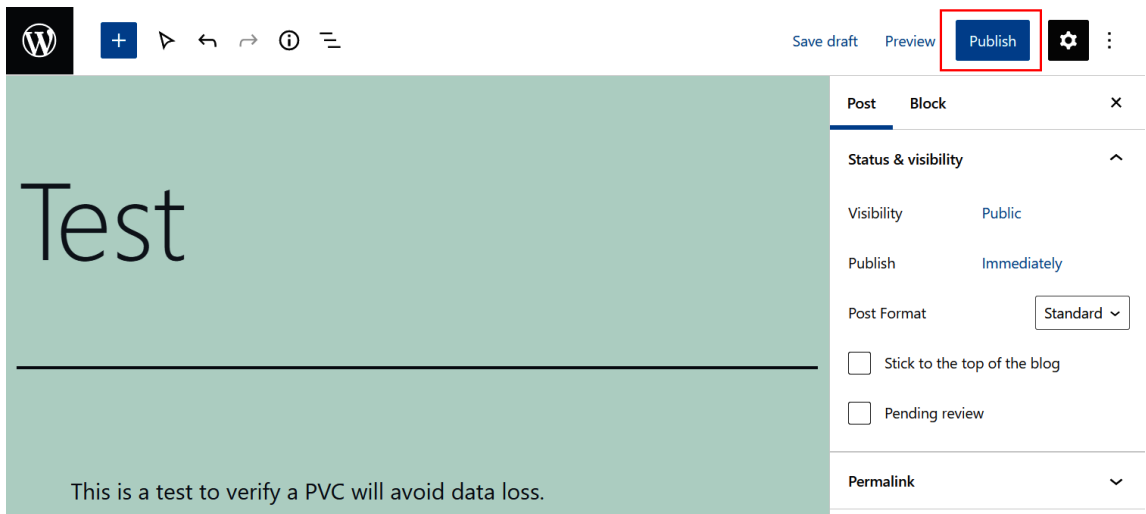 Save draft Preview Publish
Post Block
Status & visibility
Test
Visibility Public
Publish Immediately
Post Format Standard
Stick to the top of the blog
Pending review
Permalink
This is a test to verify a PVC will avoid data loss.